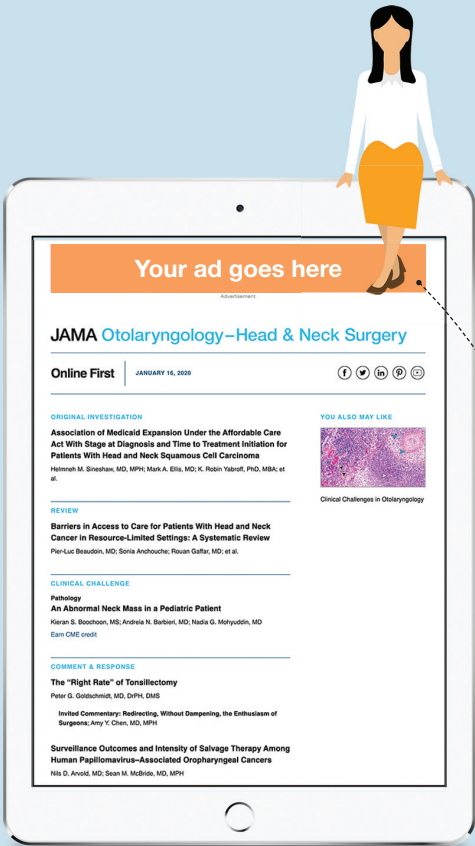 Your ad goes here
Advertisement
JAMA Otolaryngology–Head & Neck Surgery
Online First
JANUARY 16, 2020
ORIGINAL INVESTIGATION
Association of Medicaid Expansion Under the Affordable Care
Act With Stage at Diagnosis and Time to Treatment Initiation for
Patients With Head and Neck Squamous Cell Carcinoma
Helmneh M. Sineshaw, MD, MPH; Mark A. Ellis, MD; K. Robin Yabroff, PhD, MBA; et
al.
YOU ALSO MAY LIKE
Clinical Challenges in Otolaryngology
REVIEW
Barriers in Access to Care for Patients With Head and Neck
Cancer in Resource-Limited Settings: A Systematic Review
Pier-Luc Beaudoin, MD; Sonia Anchouche; Rouan Gaffar, MD; et al.
CLINICAL CHALLENGE
Pathology
An Abnormal Neck Mass in a Pediatric Patient
Kieran S. Boochoon, MS; Andreia N. Barbieri, MD; Nadia G. Mohyuddin, MD
Earn CME credit
COMMENT & RESPONSE
The “Right Rate” of Tonsillectomy
Peter G. Goldschmidt, MD, DrPH, DMS
Invited Commentary: Redirecting, Without Dampening, the Enthusiasm of
Surgeons; Amy Y. Chen, MD, MPH
Surveillance Outcomes and Intensity of Salvage Therapy Among
Human Papillomavirus–Associated Oropharyngeal Cancers
Nils D. Arvold, MD; Sean M. McBride, MD, MPH